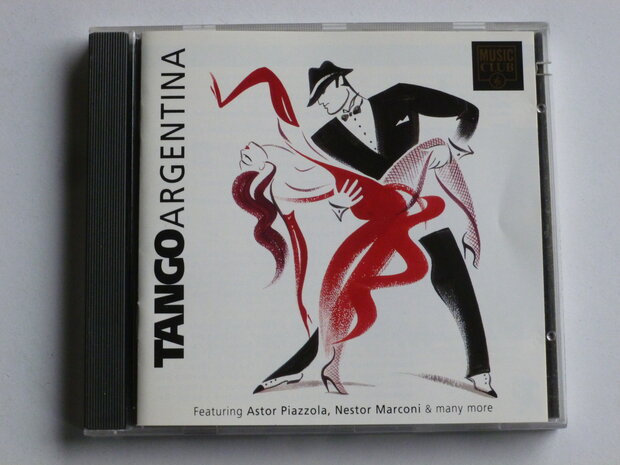 TANGOARGENTINA
MUSIC
CLUB
Featuring Astor Piazzola, Nestor Marconi & many more